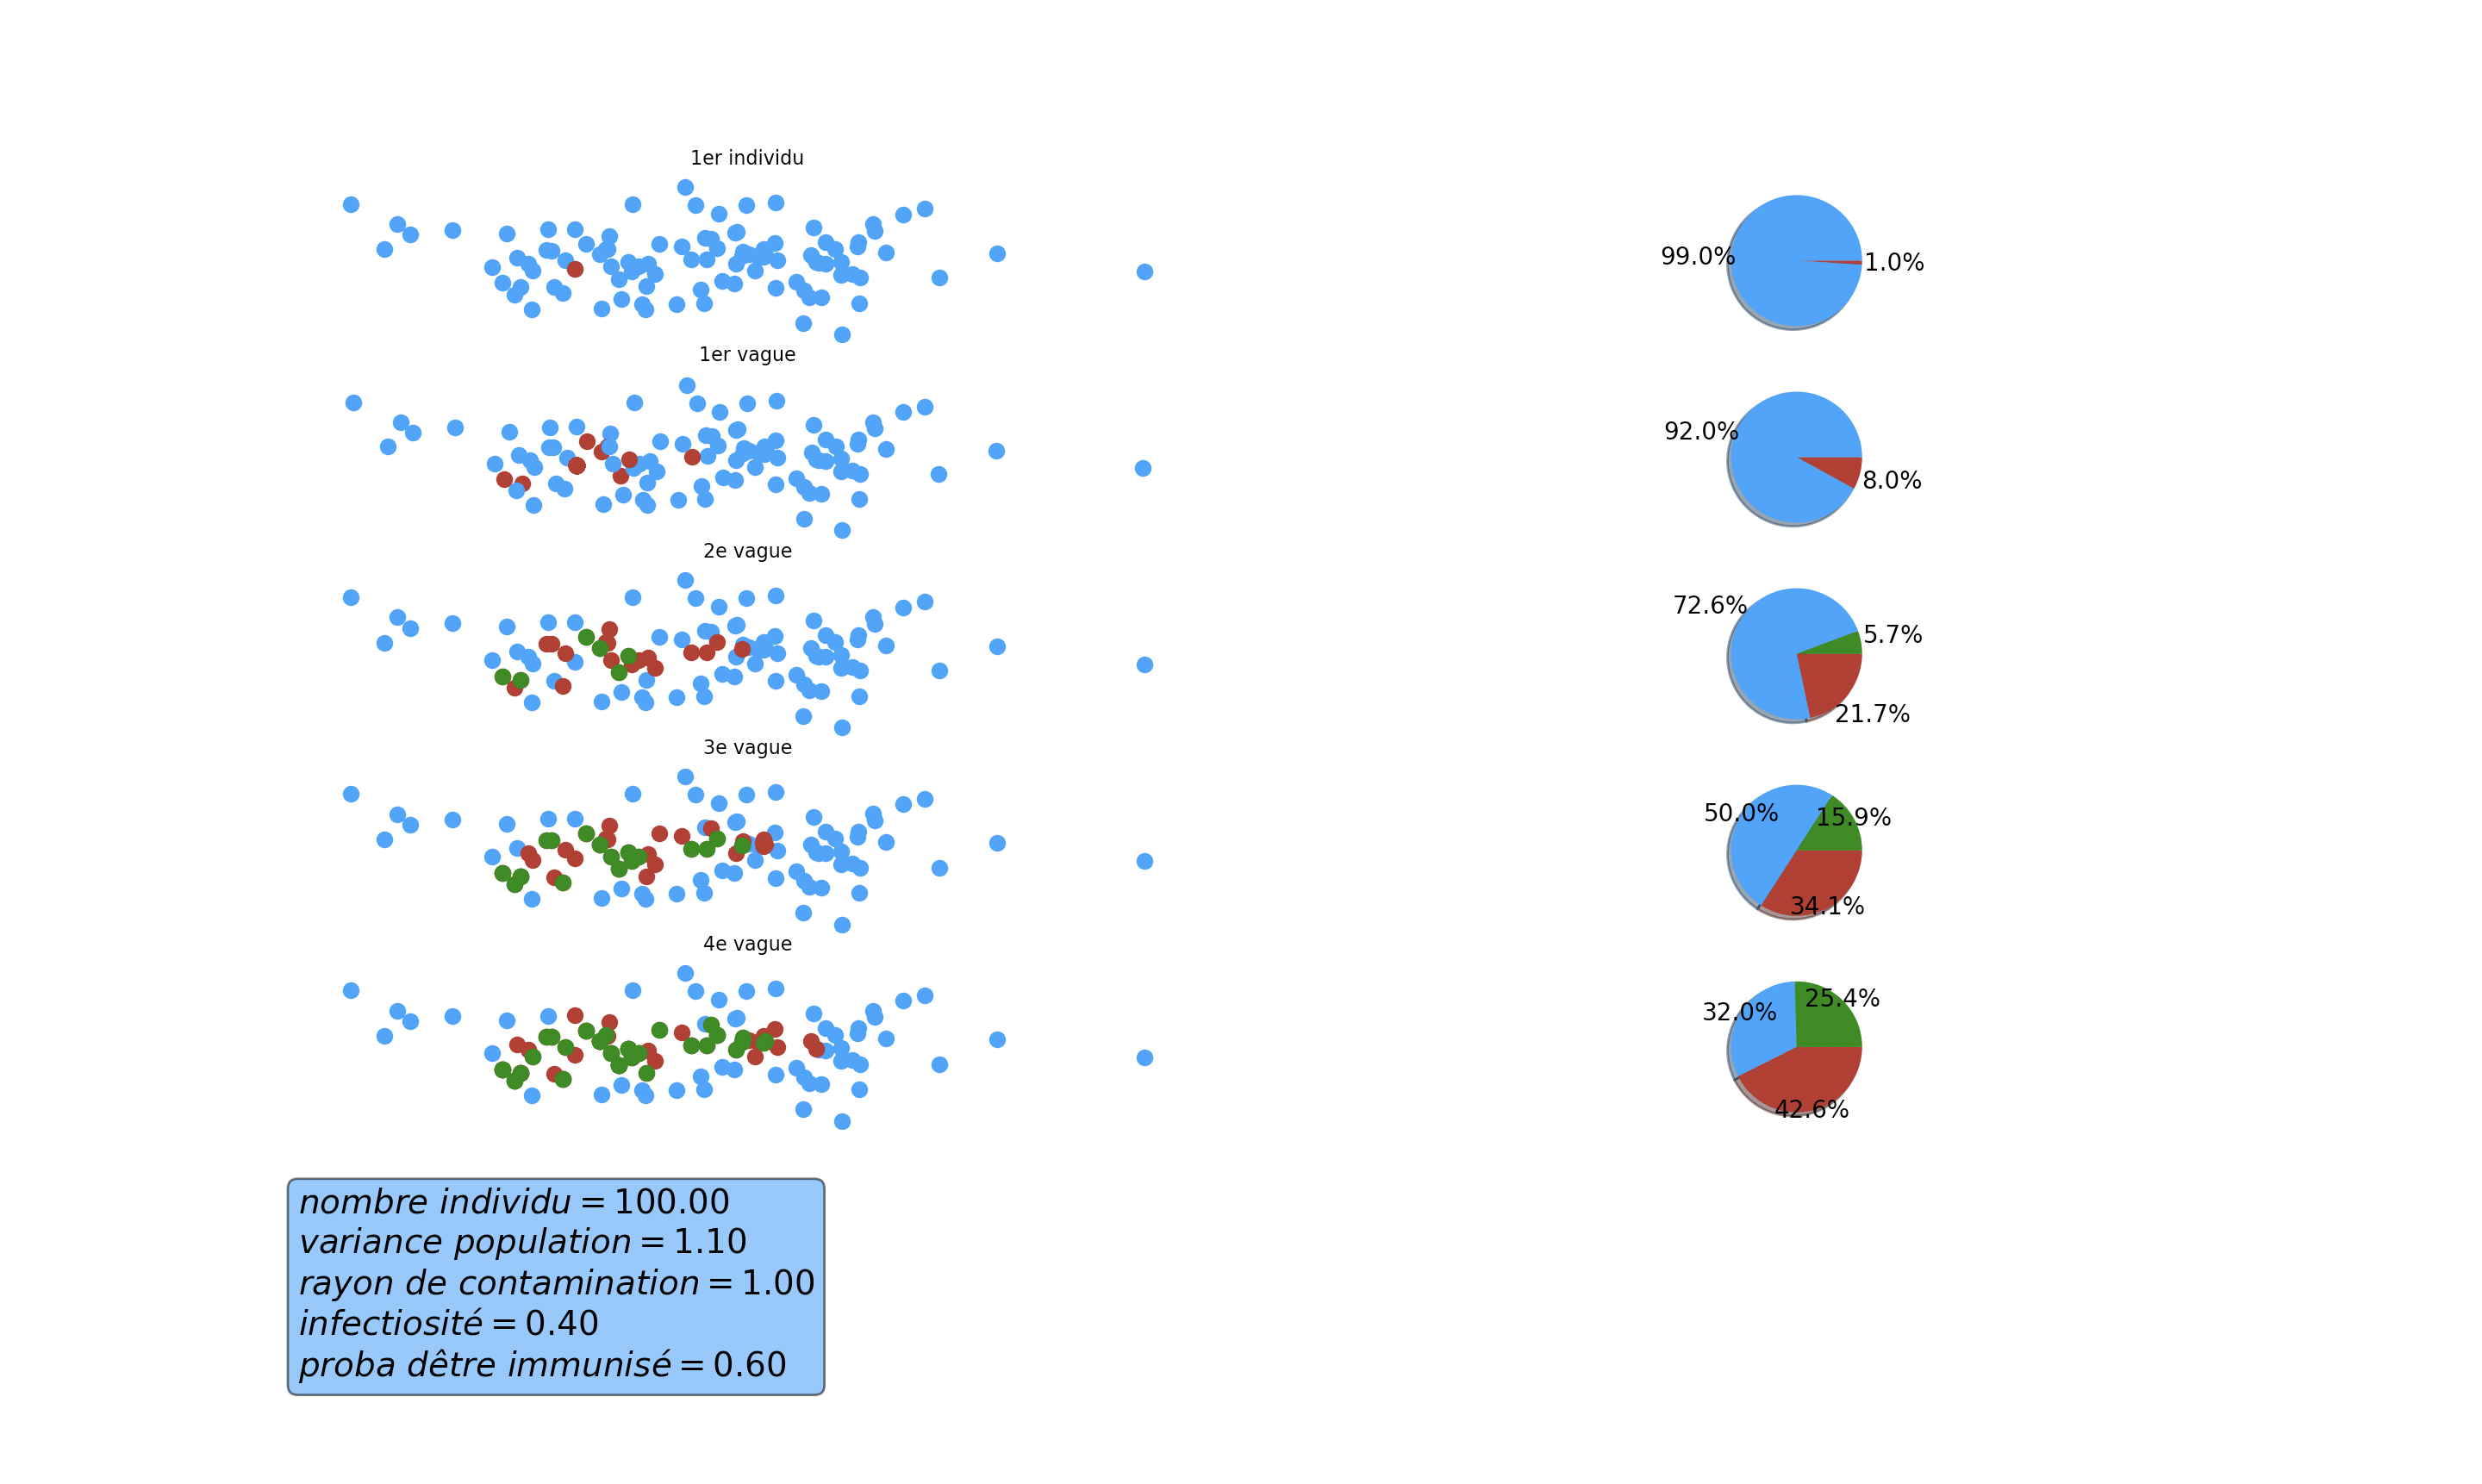 1er individu
99.0%
1.0%
1er vague
92.0%
8.0%
2e vague
72.6%
5.7%
21.7%
3e vague
50.0%
15.9%
34.1%
4e vague
32.0%
25.4%
42.6%
nombre individu = 100.00
variance population = 1.10
rayon de contamination = 1.00
infectiosité = 0.40
proba dêtre immunisé = 0.60